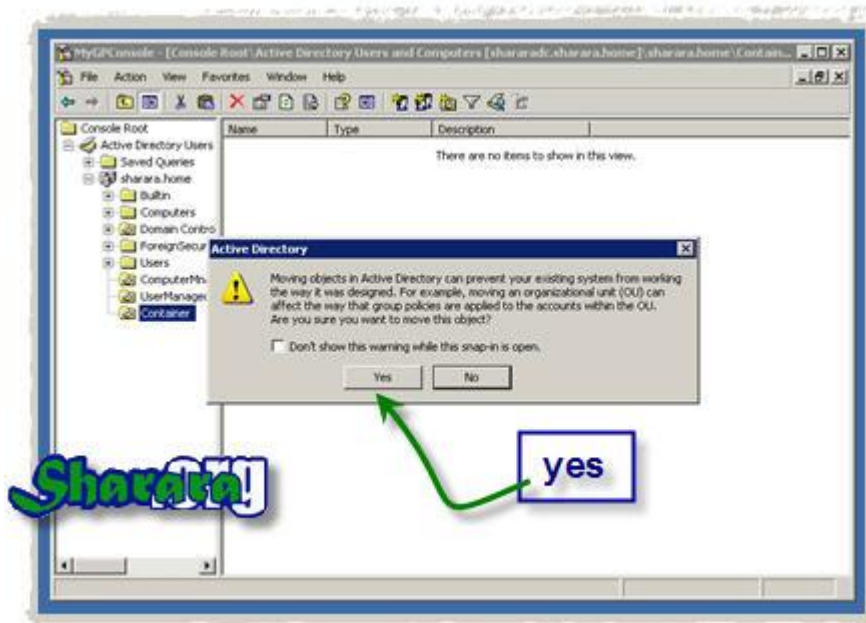 MyGPConsole - [Console Root\Active Directory Users and Computers [shararadc.sharara.home]\sharara.home\Contain...
File Action View Favorites Window Help
Console Root
Active Directory Users
Saved Queries
sharara.home
Builtin
Computers
Domain Contro
ForeignSecur
Users
ComputerMn
UserManage
Container
Name Type Description
There are no items to show in this view.
Active Directory
Moving objects in Active Directory can prevent your existing system from working
the way it was designed. For example, moving an organizational unit (OU) can
affect the way that group policies are applied to the accounts within the OU.
Are you sure you want to move this object?
Don't show this warning while this snap-in is open.
Yes No
yes
Sharara.org